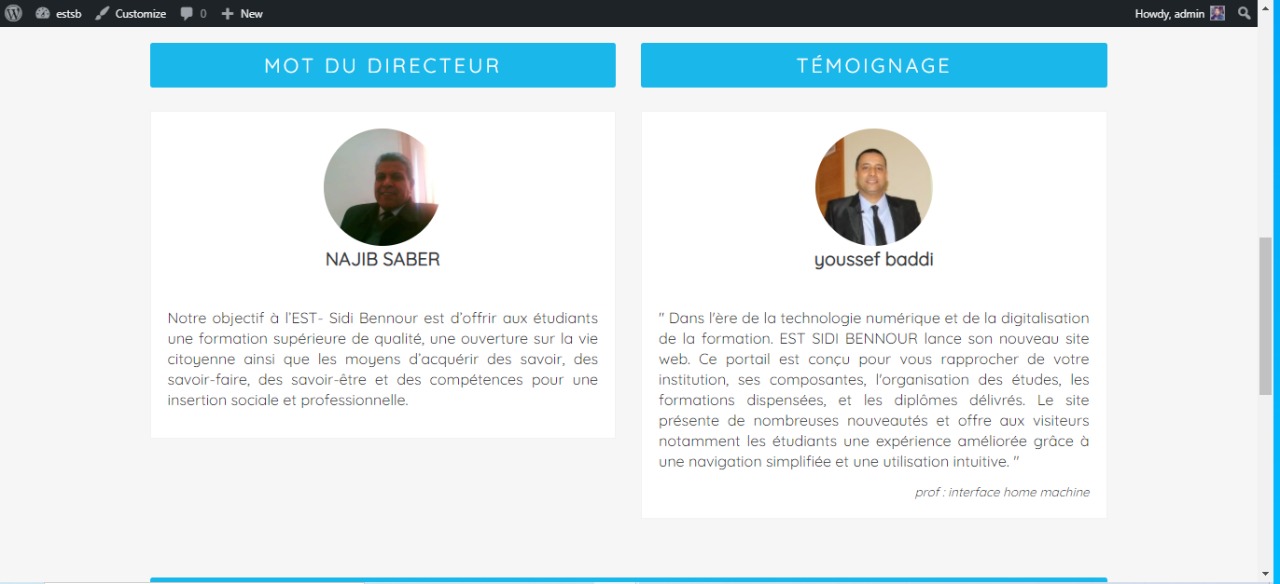 estsb Customize 0 New Howdy, admin
MOT DU DIRECTEUR
NAJIB SABER
Notre objectif à l'EST- Sidi Bennour est d'offrir aux étudiants
une formation supérieure de qualité, une ouverture sur la vie
citoyenne ainsi que les moyens d'acquérir des savoir, des
savoir-faire, des savoir-être et des compétences pour une
insertion sociale et professionnelle.
TÉMOIGNAGE
youssef baddi
" Dans l'ère de la technologie numérique et de la digitalisation
de la formation. EST SIDI BENNOUR lance son nouveau site
web. Ce portail est conçu pour vous rapprocher de votre
institution, ses composantes, l'organisation des études, les
formations dispensées, et les diplômes délivrés. Le site
présente de nombreuses nouveautés et offre aux visiteurs
notamment les étudiants une expérience améliorée grâce à
une navigation simplifiée et une utilisation intuitive. "
prof : interface home machine